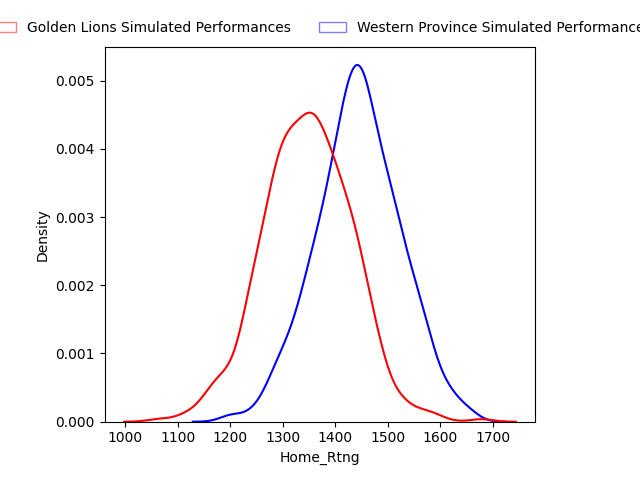 Golden Lions Simulated Performances Western Province Simulated Performance
0.005
0.004
0.003
0.002
0.001
0.000
Density
1000 1100 1200 1300 1400 1500 1600 1700
Home_Rtng